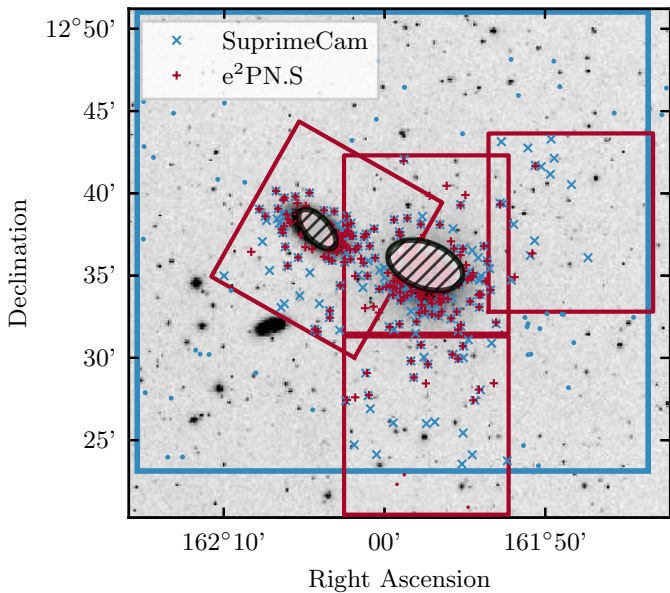 12°50'
45'
40'
35'
30'
25'
Declination
SuprimeCam
e²PN.S
162°10'
00'
161°50'
Right Ascension